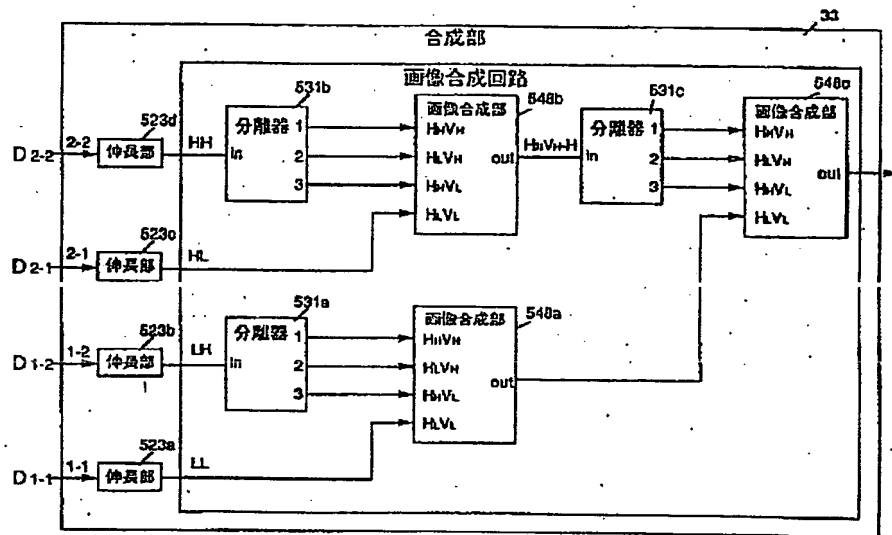 33
合成部
画像合成回路
523d
531b
画像合成部
548b
531c
548c
画像合成部
D2-2
2-2
伸長部
HH
分離器
in
1
2
3
HHVH
HLVH
HHVL
HLVL
out
HHVH-H
分離器
in
1
2
3
HHVH
HLVH
HHVL
HLVL
out
523c
D2-1
2-1
伸長部
HL
523b
D1-2
1-2
伸長部
LH
531a
分離器
in
1
2
3
画像合成部
548a
HHVH
HLVH
HHVL
HLVL
out
523a
D1-1
1-1
伸長部
LL